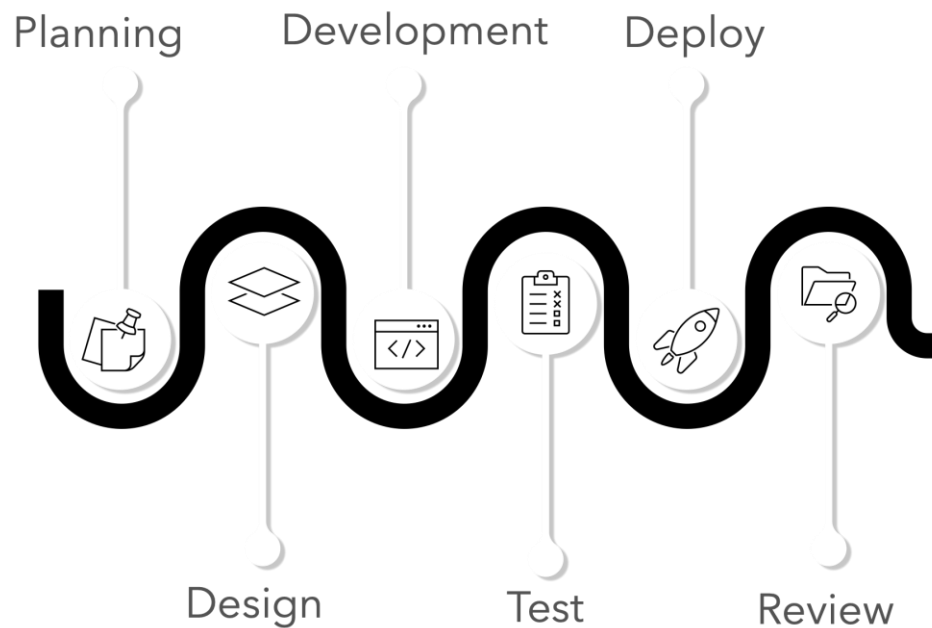 Planning
Development
Deploy
</>
Design
Test
Review